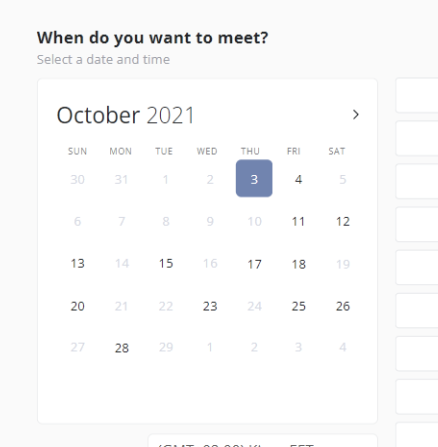 When do you want to meet?
Select a date and time
October 2021
SUN MON TUE WED THU FRI SAT
30 31 1 2 3 4 5
6 7 8 9 10 11 12
13 14 15 16 17 18 19
20 21 22 23 24 25 26
27 28 29 1 2 3 4